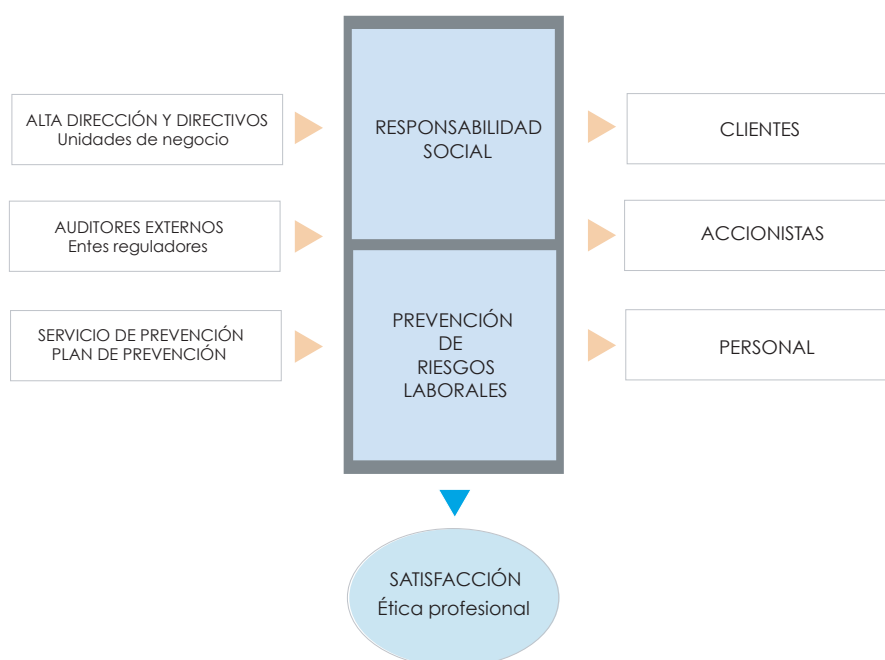 ALTA DIRECCIÓN Y DIRECTIVOS
Unidades de negocio
AUDITORES EXTERNOS
Entes reguladores
SERVICIO DE PREVENCIÓN
PLAN DE PREVENCIÓN
RESPONSABILIDAD
SOCIAL
PREVENCIÓN
DE
RIESGOS
LABORALES
CLIENTES
ACCIONISTAS
PERSONAL
SATISFACCIÓN
Ética profesional